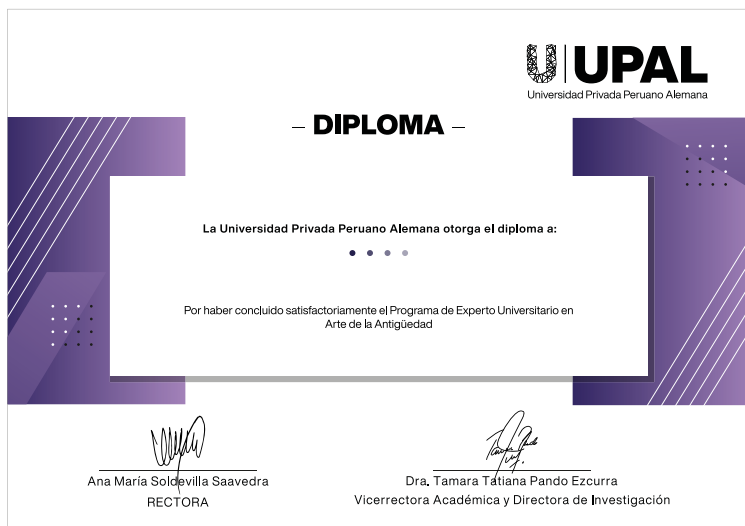 UPAL
Universidad Privada Peruano Alemana
– DIPLOMA –
La Universidad Privada Peruano Alemana otorga el diploma a:
Por haber concluido satisfactoriamente el Programa de Experto Universitario en
Arte de la Antigüedad
Ana María Soldevilla Saavedra
RECTORA
Dra. Tamara Tatiana Pando Ezcurra
Vicerrectora Académica y Directora de Investigación